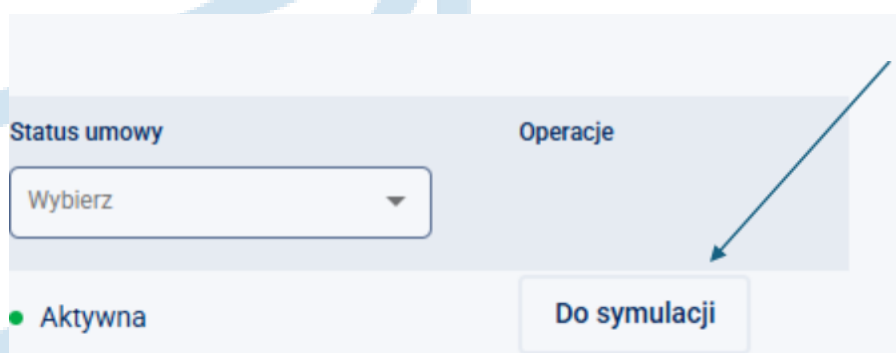 Status umowy
Operacje
Wybierz
Aktywna
Do symulacji